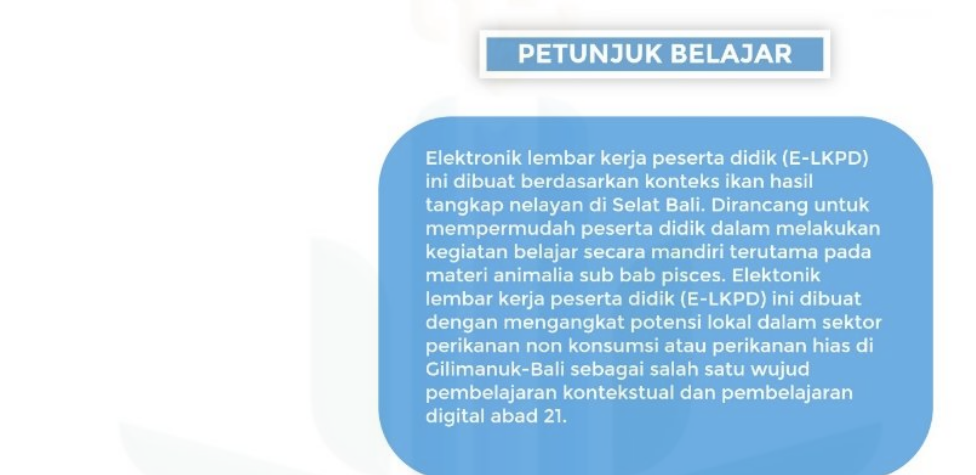 PETUNJUK BELAJAR
Elektronik lembar kerja peserta didik (E-LKPD)
ini dibuat berdasarkan konteks ikan hasil
tangkap nelayan di Selat Bali. Dirancang untuk
mempermudah peserta didik dalam melakukan
kegiatan belajar secara mandiri terutama pada
materi animalia sub bab pisces. Elektonik
lembar kerja peserta didik (E-LKPD) ini dibuat
dengan mengangkat potensi lokal dalam sektor
perikanan non konsumsi atau perikanan hias di
Gilimanuk-Bali sebagai salah satu wujud
pembelajaran kontekstual dan pembelajaran
digital abad 21.